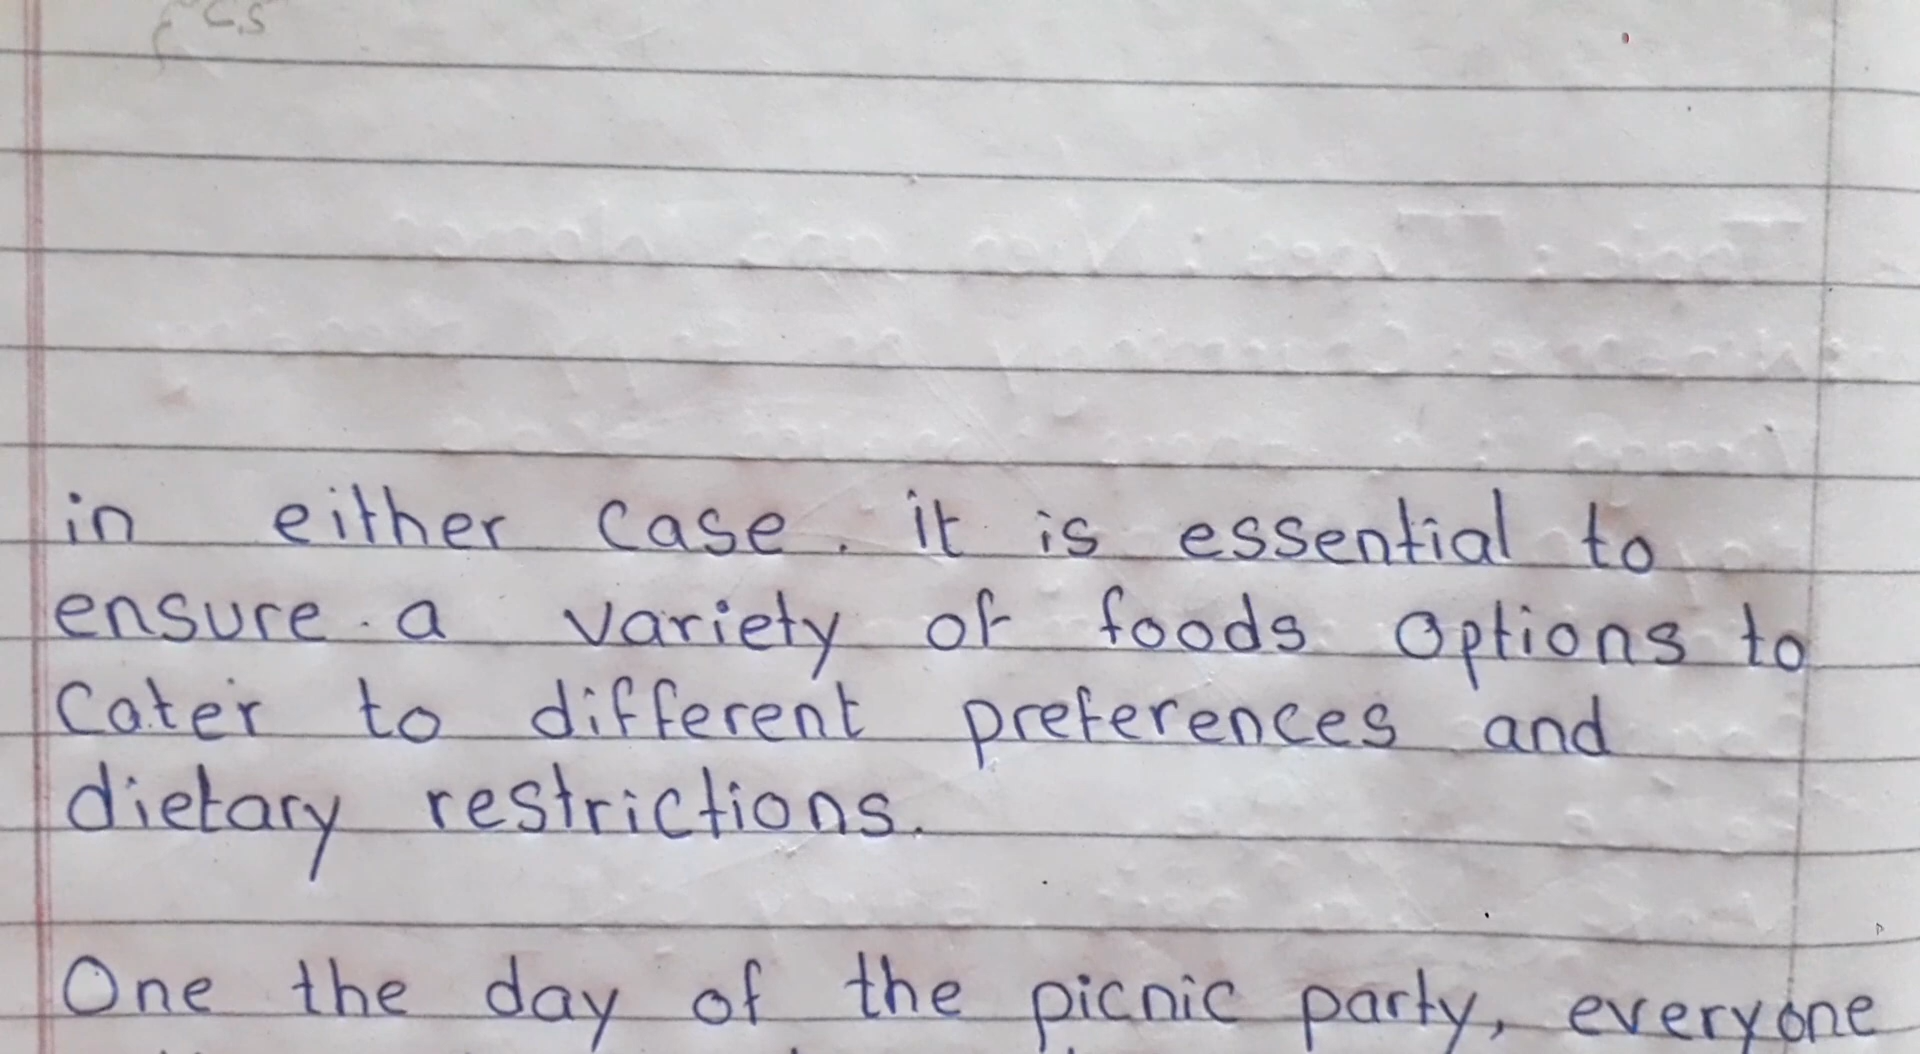 in either case. it is essential to
ensure a variety of foods options to
Cater to different preferences and
dietary restrictions.
One the day of the picnic party, everyone